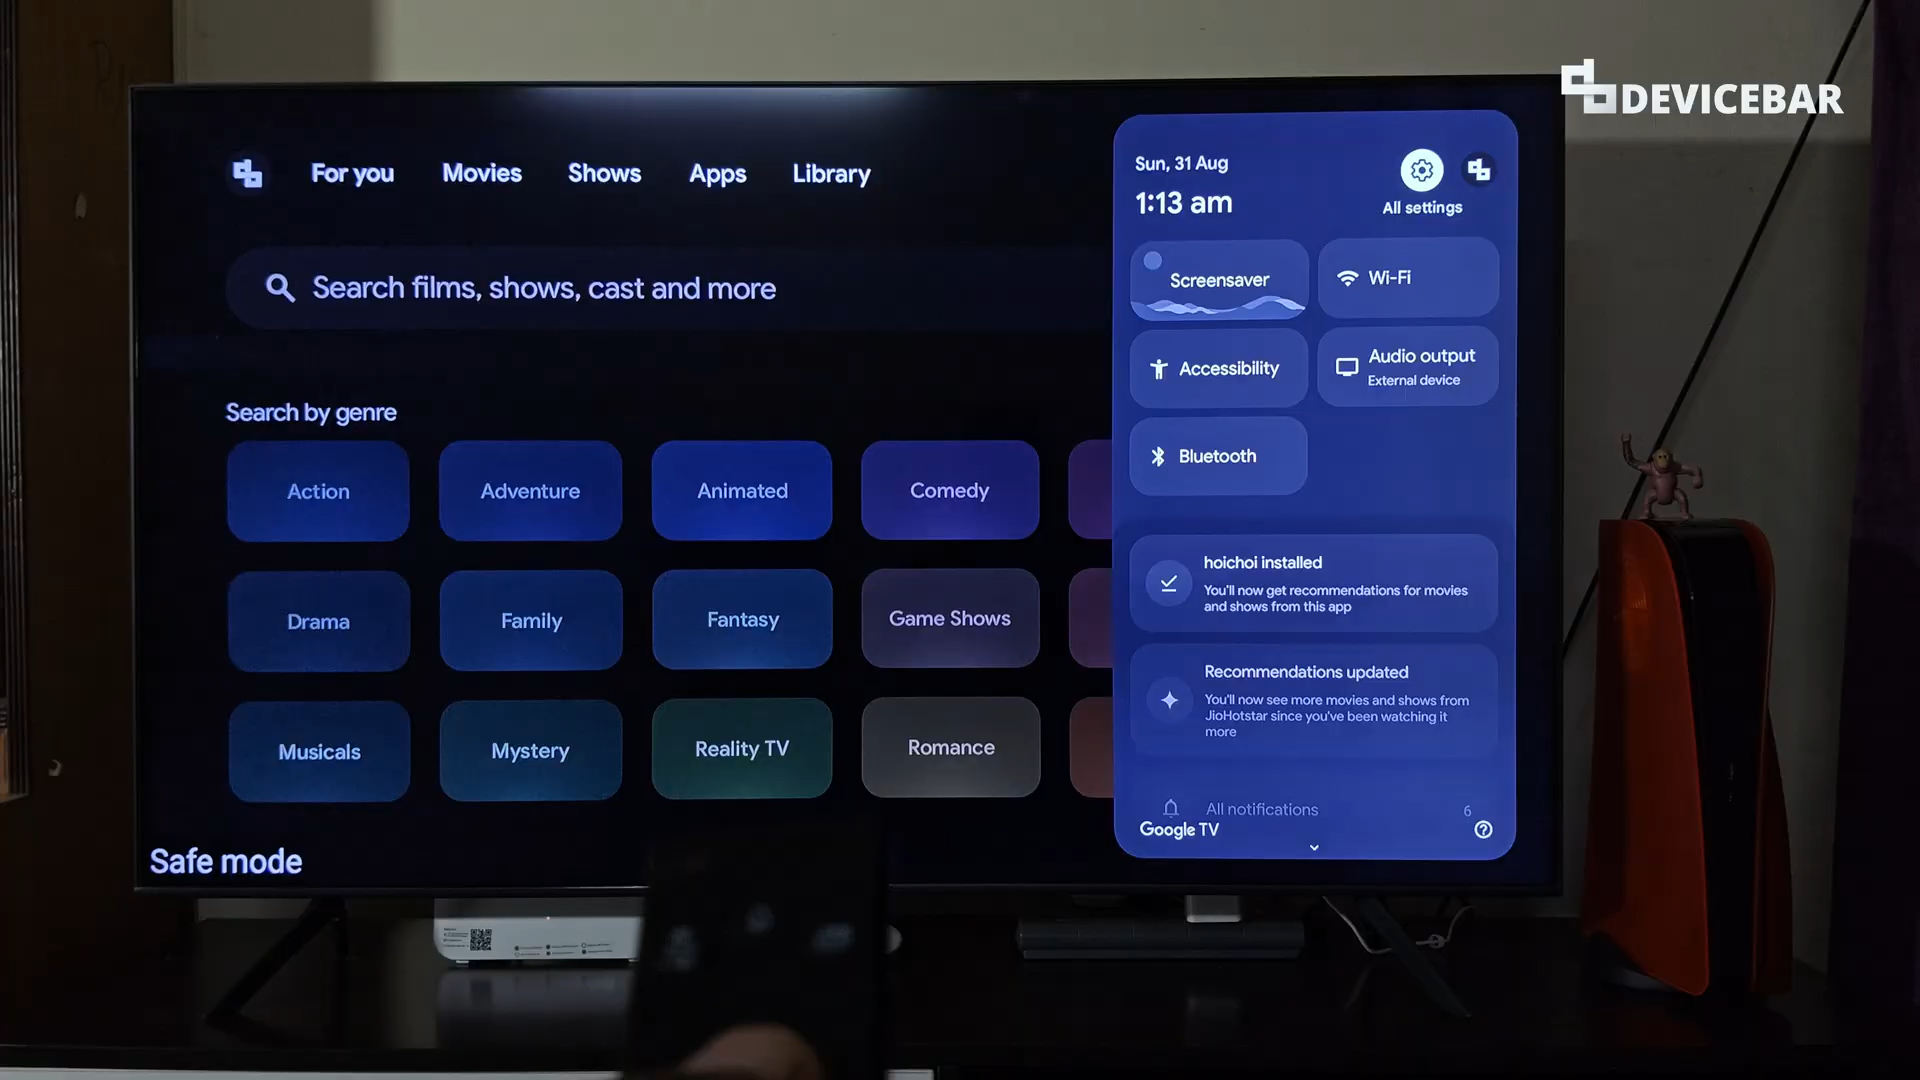 DEVICEBAR
For you
Movies
Shows
Apps
Library
Search films, shows, cast and more
Search by genre
Action
Adventure
Animated
Comedy
Drama
Family
Fantasy
Game Shows
Musicals
Mystery
Reality TV
Romance
Safe mode
Sun, 31 Aug
1:13 am
All settings
Screensaver
Wi-Fi
Accessibility
Audio output
External device
Bluetooth
hoichoi installed
You'll now get recommendations for movies
and shows from this app
Recommendations updated
You'll now see more movies and shows from
JioHotstar since you've been watching it
more
All notifications
6
Google TV